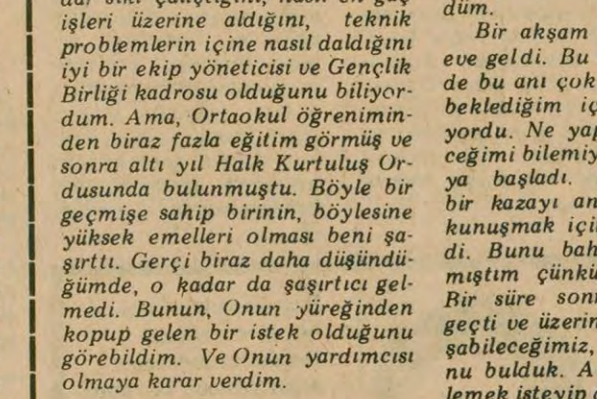 işleri üzerine aldığını, teknik
problemlerin içine nasıl daldığını
iyi bir ekip yöneticisi ve Gençlik
Birliği kadrosu olduğunu biliyor-
dum. Ama, Ortaokul öğrenimin-
den biraz fazla eğitim görmüş ve
sonra altı yıl Halk Kurtuluş Or-
dusunda bulunmuştu. Böyle bir
geçmişe sahip birinin, böylesine
yüksek emelleri olması beni şa-
şırttı. Gerçi biraz daha düşündü-
ğümde, o kadar da şaşırtıcı gel-
medi. Bunun, Onun yüreğinden
kopup gelen bir istek olduğunu
görebildim. Ve Onun yardımcısı
olmaya karar verdim.
düm.
Bir akşam
eve geldi. Bu
de bu anı çok
beklediğim iç
yordu. Ne yap
ceğimi bilemiy
ya başladı.
bir kazayı an
kunuşmak içi
di. Bunu bah
mıştım çünkü
Bir süre son
geçti ve üzerin
şabileceğimiz,
nu bulduk. A
lemek isteyip